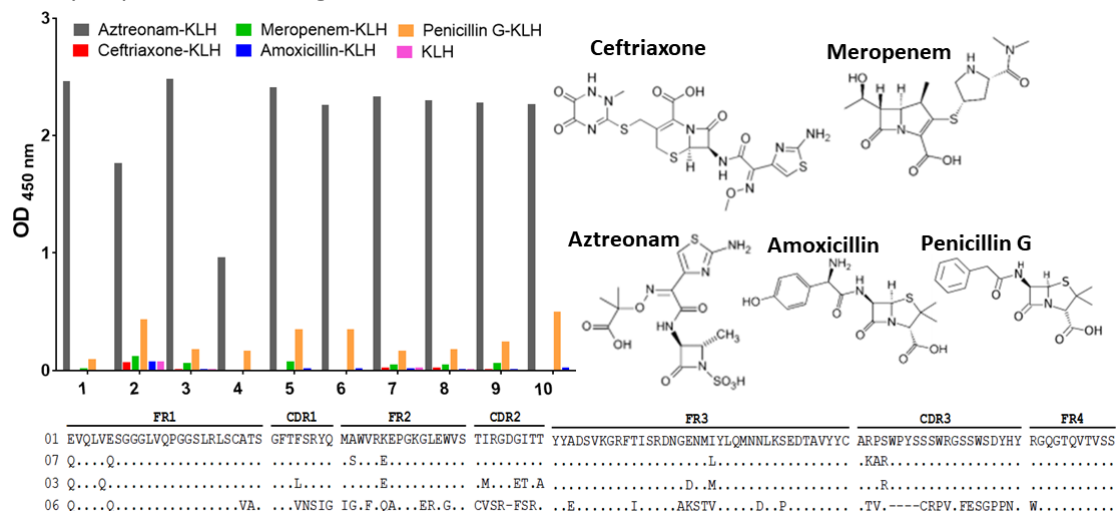 3
Aztreonam-KLH
Meropenem-KLH
Penicillin G-KLH
Ceftriaxone-KLH
Amoxicillin-KLH
KLH
2
1
0
OD 450 nm
1 2 3 4 5 6 7 8 9 10
Ceftriaxone
Meropenem
Aztreonam
Amoxicillin
Penicillin G
FR1 CDR1 FR2 CDR2 FR3 CDR3 FR4
01 EVQLVESGGGLVQPGGSLRLSCATS GFTFSRYQ MAWVRKEPGKGLEWVS TIRGDGITT YYADSVKGRFTISRDNGENMIYLQMNNLKSEDTAVYYC ARPSWPYSSSWRGSSWSDYHY RGQGTQVTVSS
07 Q....Q................... ........ .S...E.......... ......... ....................L................. .KAR................. ...........
03 Q...Q.................... ...L.... .....E.......... .M...ET.A .................D..M................. ...R................. ...........
06 Q....Q................VA. ...VNSIG IG.F.QA...ER.G.. CVSR-FSR. ..E.......I.....AKSTV.....D..P........ .TV.----CRPV.FESGPPN. W..........